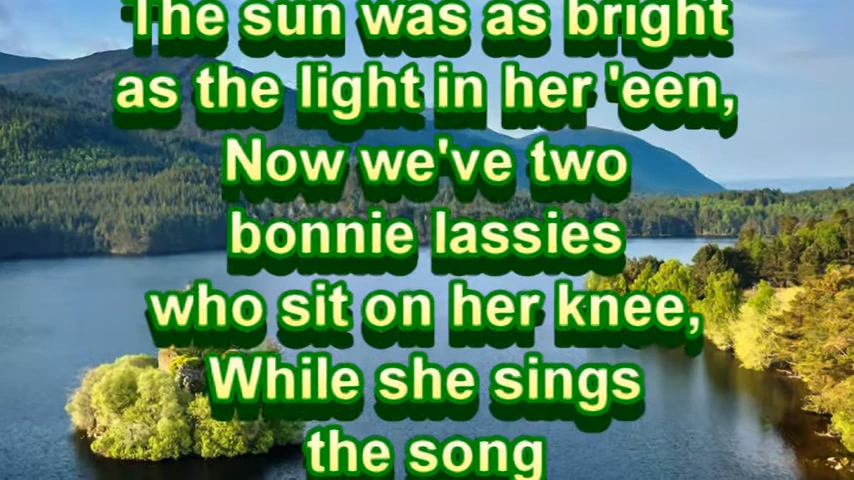 The sun was as bright
as the light in her 'een,
Now we've two
bonnie lassies
who sit on her knee,
While she sings
the song